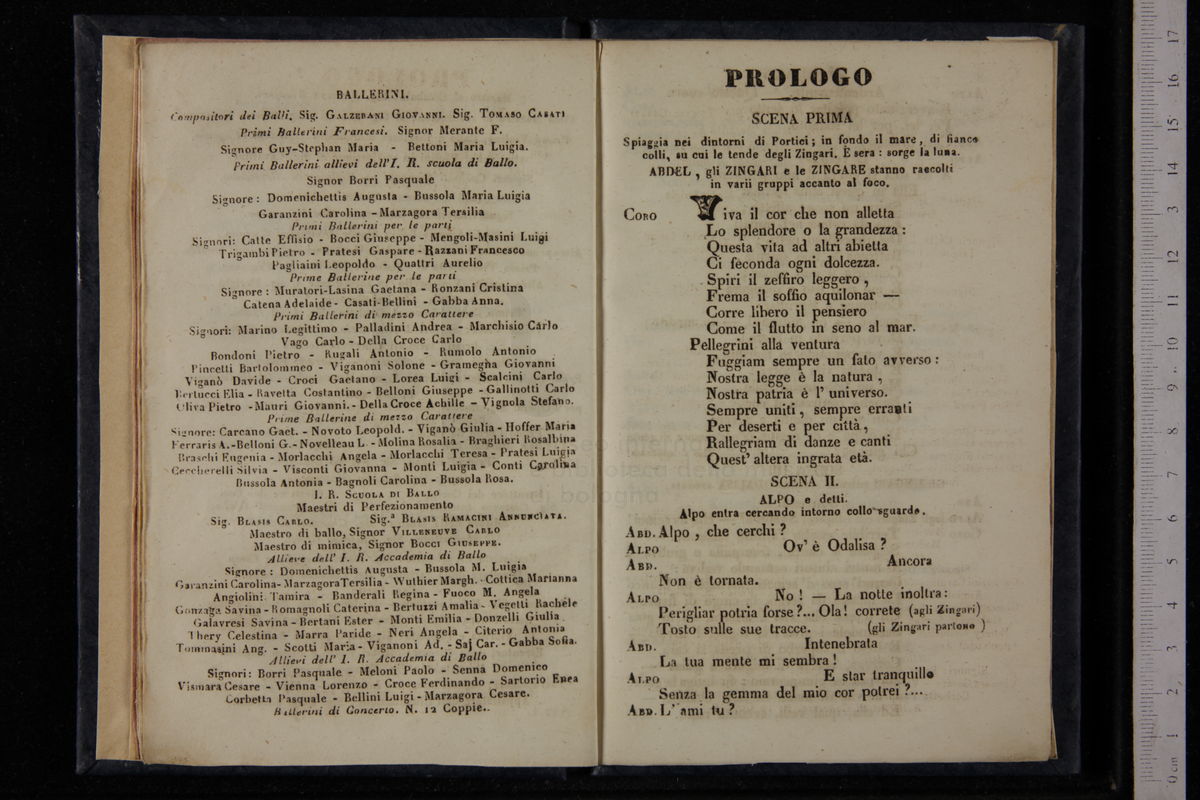 BALLERINI.
Compositori dei Balli. Sig. GALZERANI GIOVANNI. Sig. TOMASO CASATI
Primi Ballerini Francesi. Signor Merante F.
Signore Guy-Stephan Maria - Bettoni Maria Luigia.
Primi Ballerini allievi dell'I. R. scuola di Ballo.
Signor Borri Pasquale
Signore : Domenichettis Augusta - Bussola Maria Luigia
Garanzini Carolina - Marzagora Tersilia
Primi Ballerini per le parti
Signori: Catte Effisio - Bocci Giuseppe - Mengoli-Masini Luigi
Trigambi Pietro - Pratesi Gaspare - Razzani Francesco
Pagliaini Leopoldo - Quattri Aurelio
Prime Ballerine per le parti
Signore : Muratori-Lasina Gaetana - Ronzani Cristina
Catena Adelaide - Casati-Bellini - Gabba Anna.
Primi Ballerini di mezzo Carattere
Signori: Marino Legittimo - Palladini Andrea - Marchisio Carlo
Vago Carlo - Della Croce Carlo
Bondoni Pietro - Rugali Antonio - Rumolo Antonio
Pincetti Bartolommeo - Viganoni Solone - Gramegna Giovanni
Viganò Davide - Croci Gaetano - Lorea Luigi - Scalcini Carlo
Bertucci Elia - Ravetta Costantino - Belloni Giuseppe - Gallinotti Carlo
Oliva Pietro - Mauri Giovanni. - Della Croce Achille - Vignola Stefano.
Prime Ballerine di mezzo Carattere
Signore: Carcano Gaet. - Novoto Leopold. - Viganò Giulia - Hoffer Maria
Ferraris A. - Belloni G. - Novelleau L. - Molina Rosalia - Braghieri Rosalbina
Braschi Eugenia - Morlacchi Angela - Morlacchi Teresa - Pratesi Luigia
Ceccherelli Silvia - Visconti Giovanna - Monti Luigia - Conti Carolina
Bussola Antonia - Bagnoli Carolina - Bussola Rosa.
I. R. SCUOLA DI BALLO
Maestri di Perfezionamento
Sig. BLASIS CARLO. Sig.ª BLASIS RAMACINI ANNUNCIATA.
Maestro di ballo, Signor VILLENEUVE CARLO
Maestro di mimica, Signor BOCCI GIUSEPPE.
Allieve dell' I. R. Accademia di Ballo
Signore : Domenichettis Augusta - Bussola M. Luigia
Garanzini Carolina - Marzagora Tersilia - Wuthier Margh. - Cottica Marianna
Angiolini Tamira - Banderali Regina - Fuoco M. Angela
Gonzaga Savina - Romagnoli Caterina - Bertuzzi Amalia - Vegetti Rachele
Galavresi Savina - Bertani Ester - Monti Emilia - Donzelli Giulia
Thery Celestina - Marra Paride - Neri Angela - Citerio Antonia
Tommasini Ang. - Scotti Maria - Viganoni Ad. - Saj Car. - Gabba Sofia.
Allievi dell' I. R. Accademia di Ballo
Signori: Borri Pasquale - Meloni Paolo - Senna Domenico
Vismara Cesare - Vienna Lorenzo - Croce Ferdinando - Sartorio Enea
Corbetta Pasquale - Bellini Luigi - Marzagora Cesare.
Ballerini di Concerto. N. 12 Coppie.
PROLOGO
SCENA PRIMA
Spiaggia nei dintorni di Portici ; in fondo il mare, di fianco
colli, su cui le tende degli Zingari. È sera : sorge la luna.
ABDEL , gli ZINGARI e le ZINGARE stanno raccolti
in varii gruppi accanto al foco.
CORO Viva il cor che non alletta
Lo splendore o la grandezza :
Questa vita ad altri abietta
Ci feconda ogni dolcezza.
Spiri il zeffiro leggero ,
Frema il soffio aquilonar —
Corre libero il pensiero
Come il flutto in seno al mar.
Pellegrini alla ventura
Fuggiam sempre un fato avverso :
Nostra legge è la natura ,
Nostra patria è l' universo.
Sempre uniti , sempre erranti
Per deserti e per città ,
Rallegriam di danze e canti
Quest' altera ingrata età.
SCENA II.
ALPO e detti.
Alpo entra cercando intorno collo sguardo.
ABD. Alpo , che cerchi ?
ALPO Ov' è Odalisa ?
ABD. Ancora
Non è tornata.
ALPO No ! — La notte inoltra :
Perigliar potria forse ?... Ola ! correte (agli Zingari)
Tosto sulle sue tracce. (gli Zingari partono )
ABD. Intenebrata
La tua mente mi sembra !
ALPO E star tranquillo
Senza la gemma del mio cor potrei ?....
ABD. L' ami tu ?